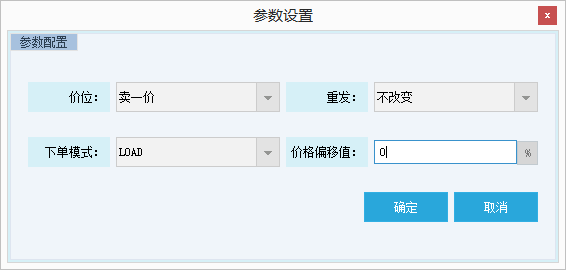 参数设置
x
参数配置
价位： 卖一价 重发： 不改变
下单模式： LOAD 价格偏移值： 0 %
确定 取消